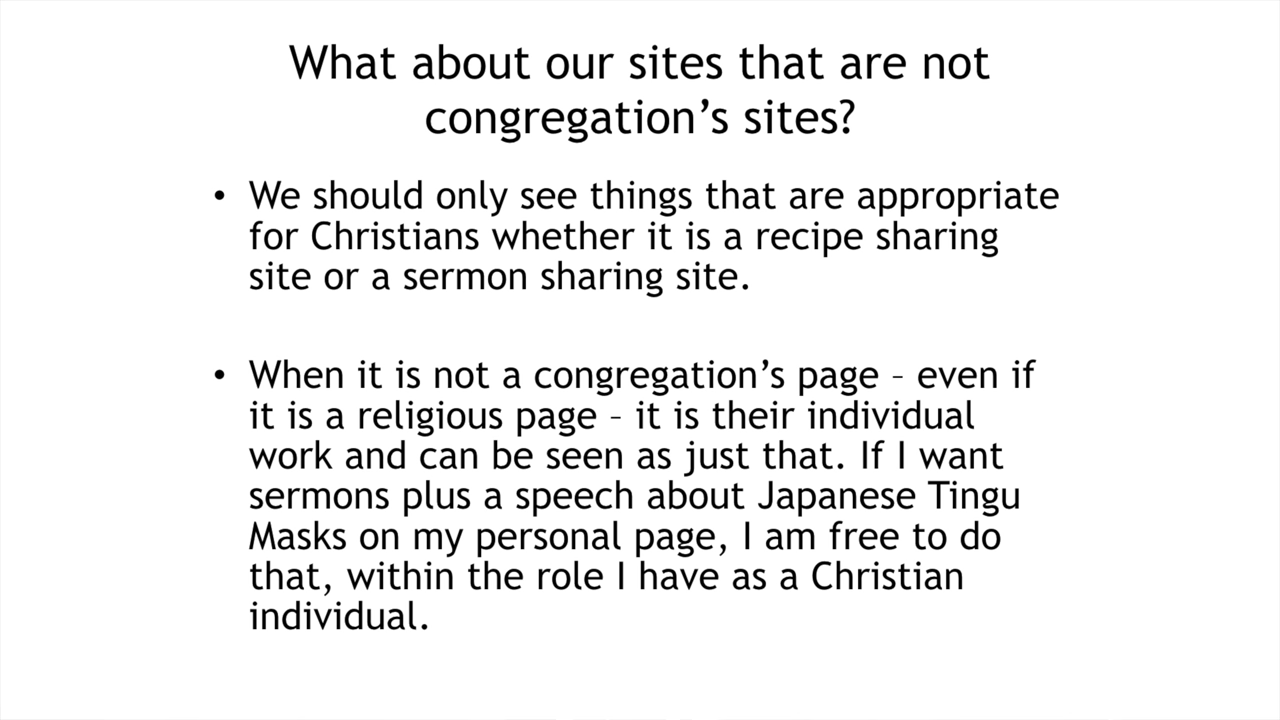 What about our sites that are not
congregation’s sites?
• We should only see things that are appropriate
for Christians whether it is a recipe sharing
site or a sermon sharing site.
• When it is not a congregation’s page – even if
it is a religious page – it is their individual
work and can be seen as just that. If I want
sermons plus a speech about Japanese Tingu
Masks on my personal page, I am free to do
that, within the role I have as a Christian
individual.